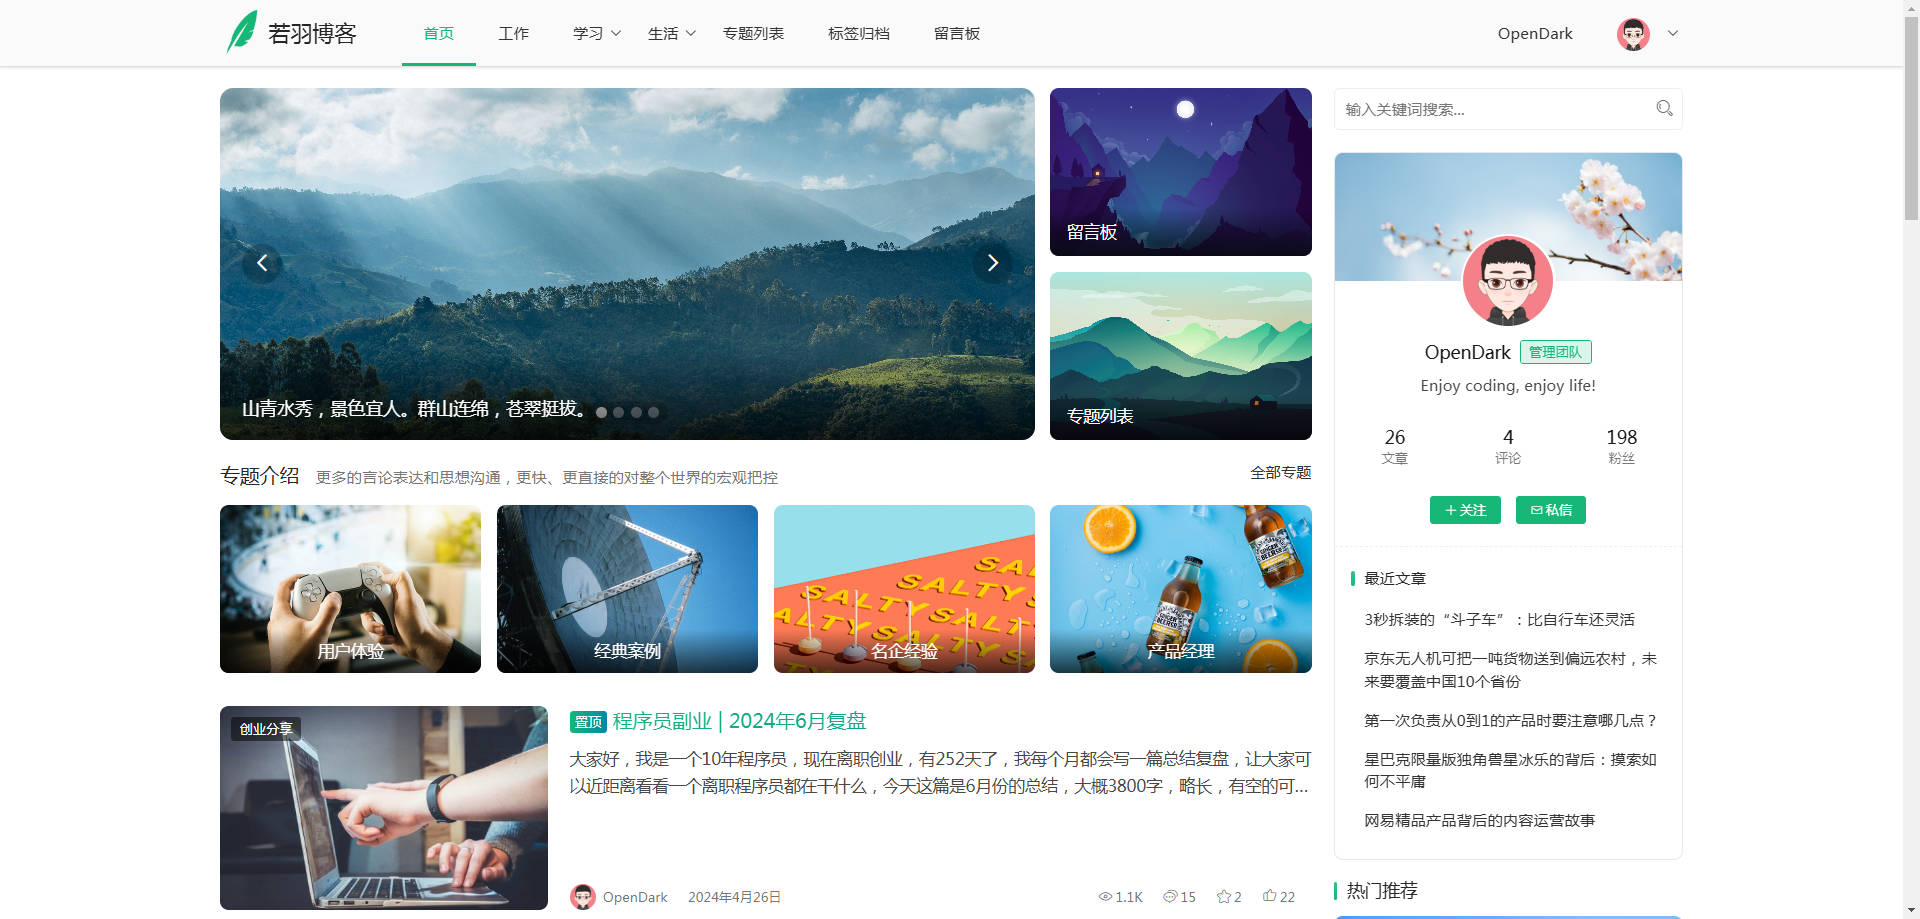 若羽博客
首页
工作
学习
生活
专题列表
标签归档
留言板
OpenDark
山青水秀，景色宜人。群山连绵，苍翠挺拔。
留言板
专题列表
输入关键词搜索...
OpenDark 管理团队
Enjoy coding, enjoy life!
26
文章
4
评论
198
粉丝
关注
私信
最近文章
3秒拆装的“斗子车”：比自行车还灵活
京东无人机可把一吨货物送到偏远农村，未
来要覆盖中国10个省份
第一次负责从0到1的产品时要注意哪几点？
星巴克限量版独角兽星冰乐的背后：摸索如
何不平庸
网易精品产品背后的内容运营故事
热门推荐
专题介绍 更多的言论表达和思想沟通，更快、更直接的对整个世界的宏观把控
全部专题
用户体验
经典案例
SALTY SALTY
SALTY SALTY
名企经验
GINGER
BEERER
GINGER
BEERER
产品经理
创业分享
置顶 程序员副业 | 2024年6月复盘
大家好，我是一个10年程序员，现在离职创业，有252天了，我每个月都会写一篇总结复盘，让大家可
以近距离看看一个离职程序员都在干什么，今天这篇是6月份的总结，大概3800字，略长，有空的可...
OpenDark 2024年4月26日
1.1K 15 2 22